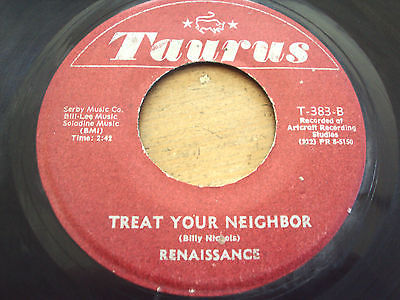 Taurus
Serby Music Co.
Bill-Lee Music
Soladine Music
(BMI)
Time: 2:42
T-383-B
Recorded at
Artcraft Recording
Studios
(922) PR 8-5150
TREAT YOUR NEIGHBOR
(Billy Nichols)
RENAISSANCE